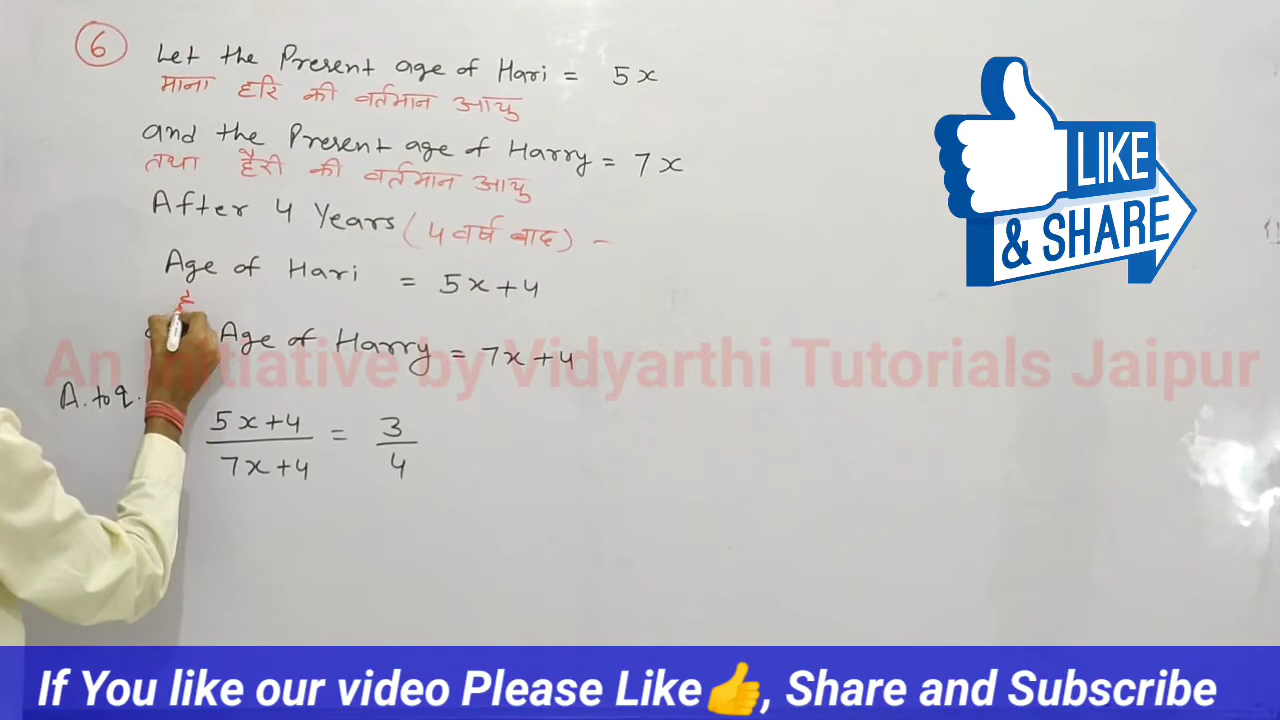 6 Let the Present age of Hari = 5x
माना हरि की वर्तमान आयु
and the Present age of Harry = 7x
तथा हैरी की वर्तमान आयु
After 4 Years (4 वर्ष बाद) -
Age of Hari = 5x+4
Age of Harry = 7x+4
A. to q.
5x+4 / 7x+4 = 3 / 4
LIKE
& SHARE
An Initiative by Vidyarthi Tutorials Jaipur
If You like our video Please Like👍, Share and Subscribe